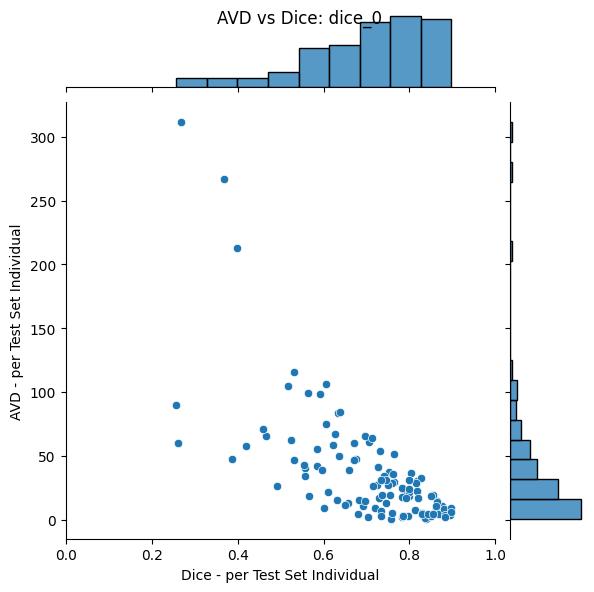 AVD vs Dice: dice_0
300
250
200
150
100
50
0
AVD - per Test Set Individual
0.0 0.2 0.4 0.6 0.8 1.0
Dice - per Test Set Individual